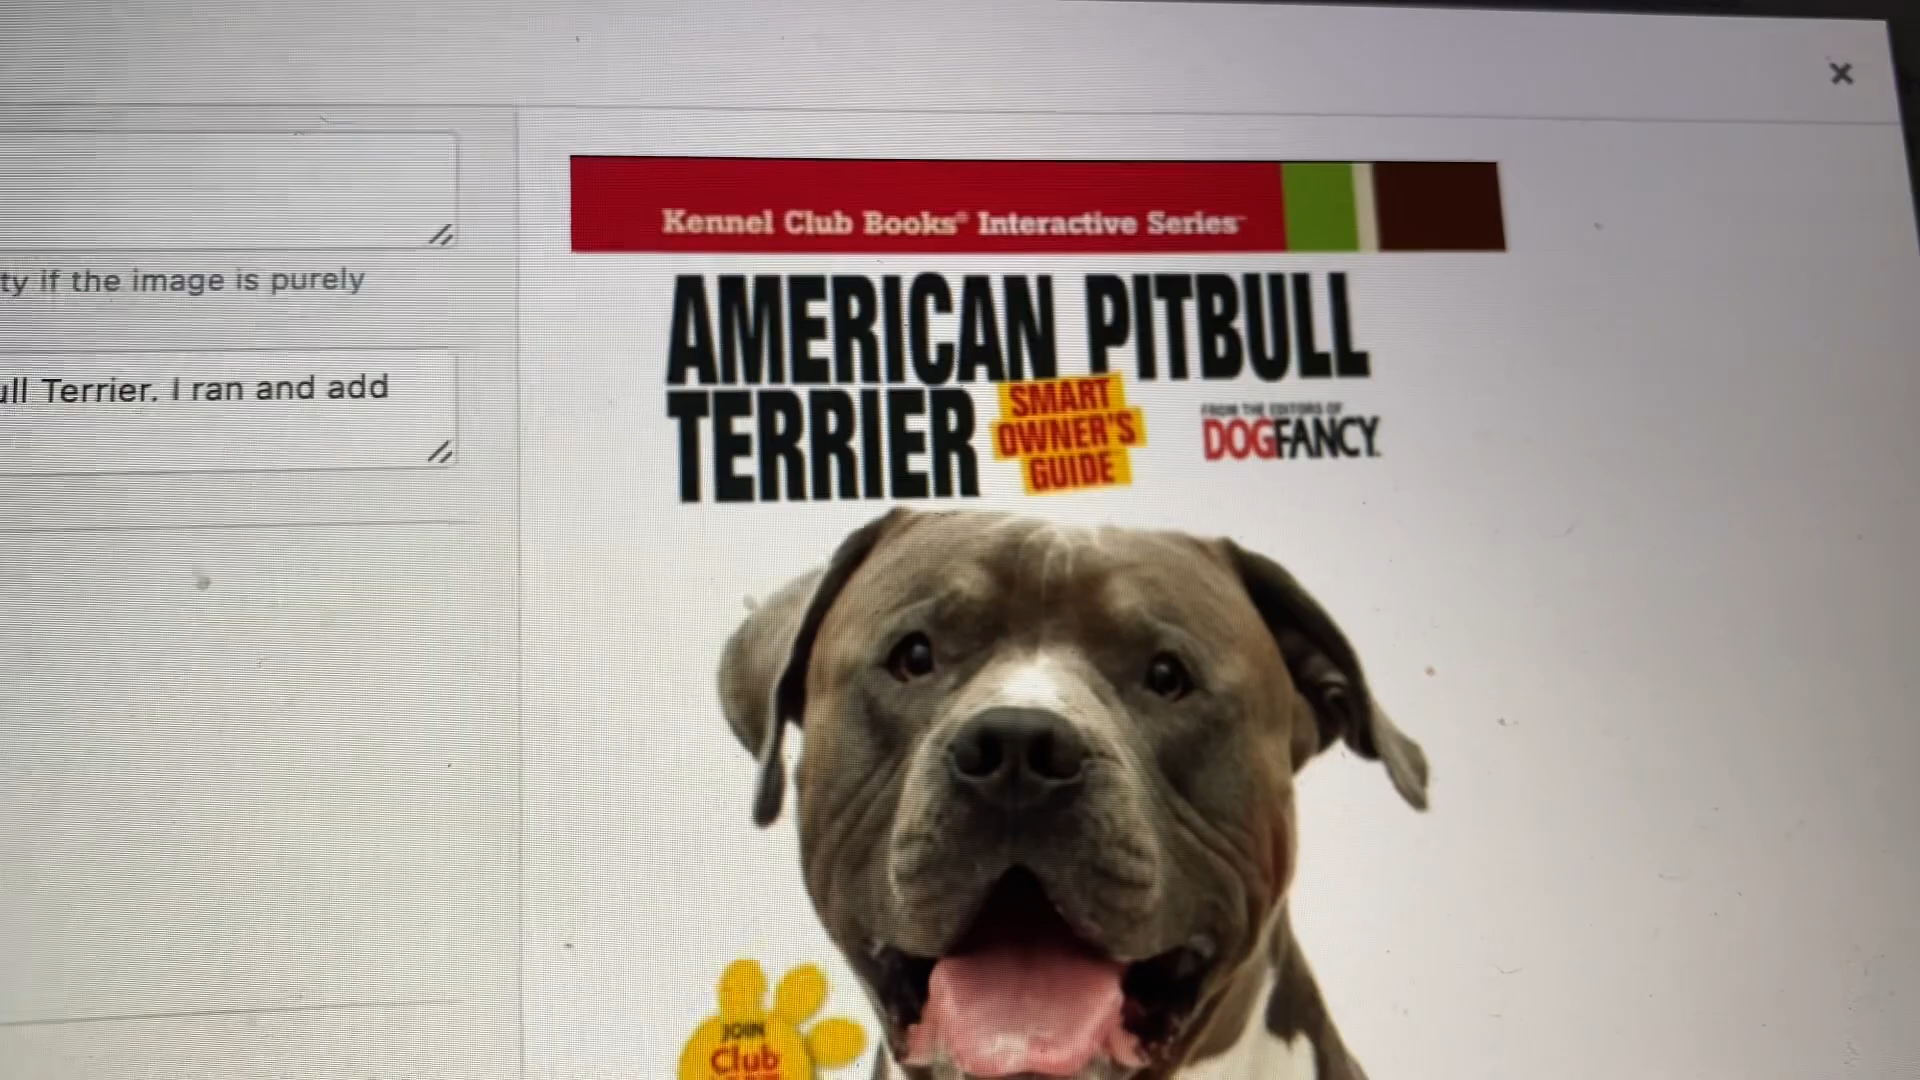 ty if the image is purely
ull Terrier. I ran and add
Kennel Club Books® Interactive Series™
AMERICAN PITBULL
TERRIER
SMART
OWNER'S
GUIDE
FROM THE EDITORS OF
DOGFANCY
JOIN
Club